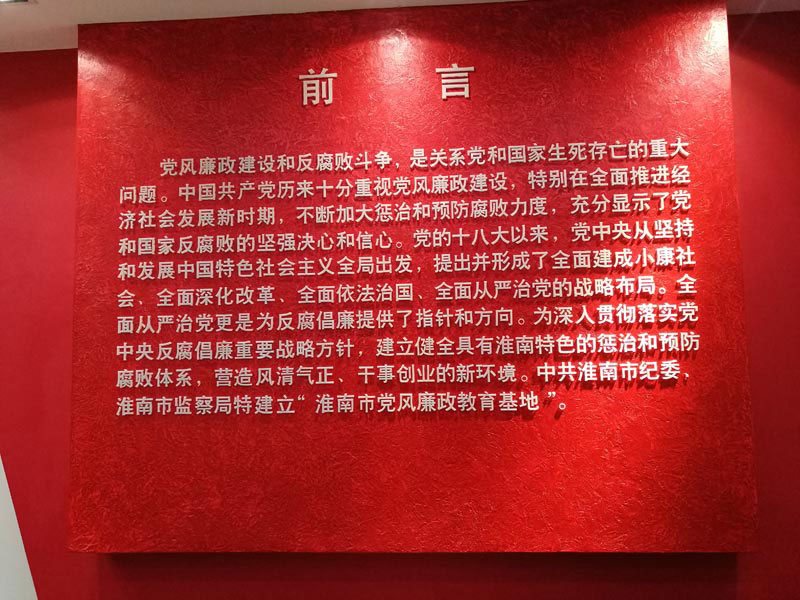 前 言
党风廉政建设和反腐败斗争，是关系党和国家生死存亡的重大
问题。中国共产党历来十分重视党风廉政建设，特别在全面推进经
济社会发展新时期，不断加大惩治和预防腐败力度，充分显示了党
和国家反腐败的坚强决心和信心。党的十八大以来，党中央从坚持
和发展中国特色社会主义全局出发，提出并形成了全面建成小康社
会、全面深化改革、全面依法治国、全面从严治党的战略布局。全
面从严治党更是为反腐倡廉提供了指针和方向。为深入贯彻落实党
中央反腐倡廉重要战略方针，建立健全具有淮南特色的惩治和预防
腐败体系，营造风清气正、干事创业的新环境。中共淮南市纪委、
淮南市监察局特建立“淮南市党风廉政教育基地”。